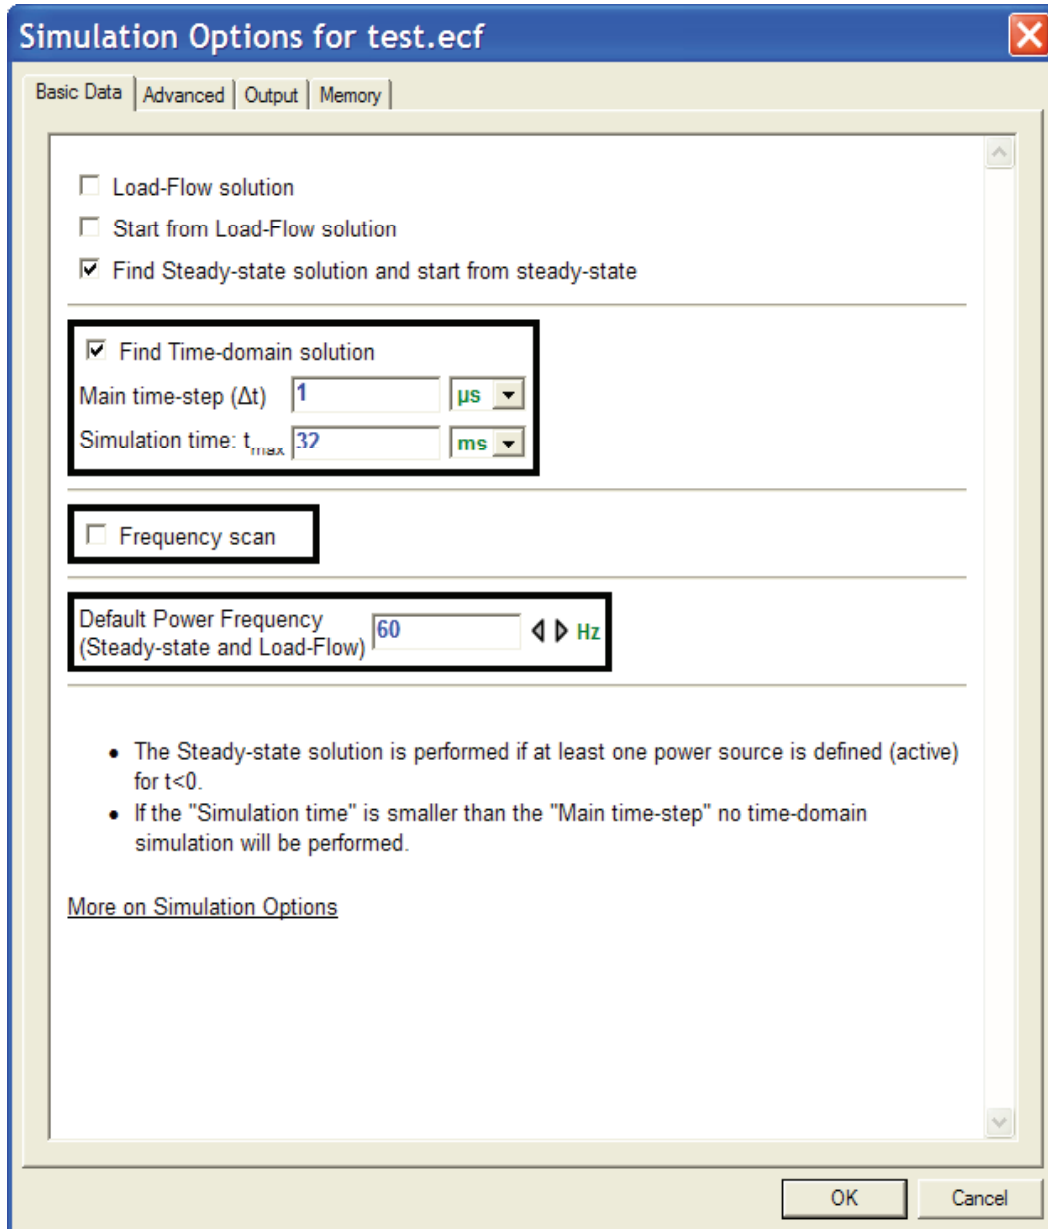 Simulation Options for test.ecf
Basic Data Advanced Output Memory
Load-Flow solution
Start from Load-Flow solution
Find Steady-state solution and start from steady-state
Find Time-domain solution
Main time-step (Δt) 1 µs
Simulation time: tmax 32 ms
Frequency scan
Default Power Frequency
(Steady-state and Load-Flow) 60 Hz
• The Steady-state solution is performed if at least one power source is defined (active)
for t<0.
• If the "Simulation time" is smaller than the "Main time-step" no time-domain
simulation will be performed.
More on Simulation Options
OK Cancel